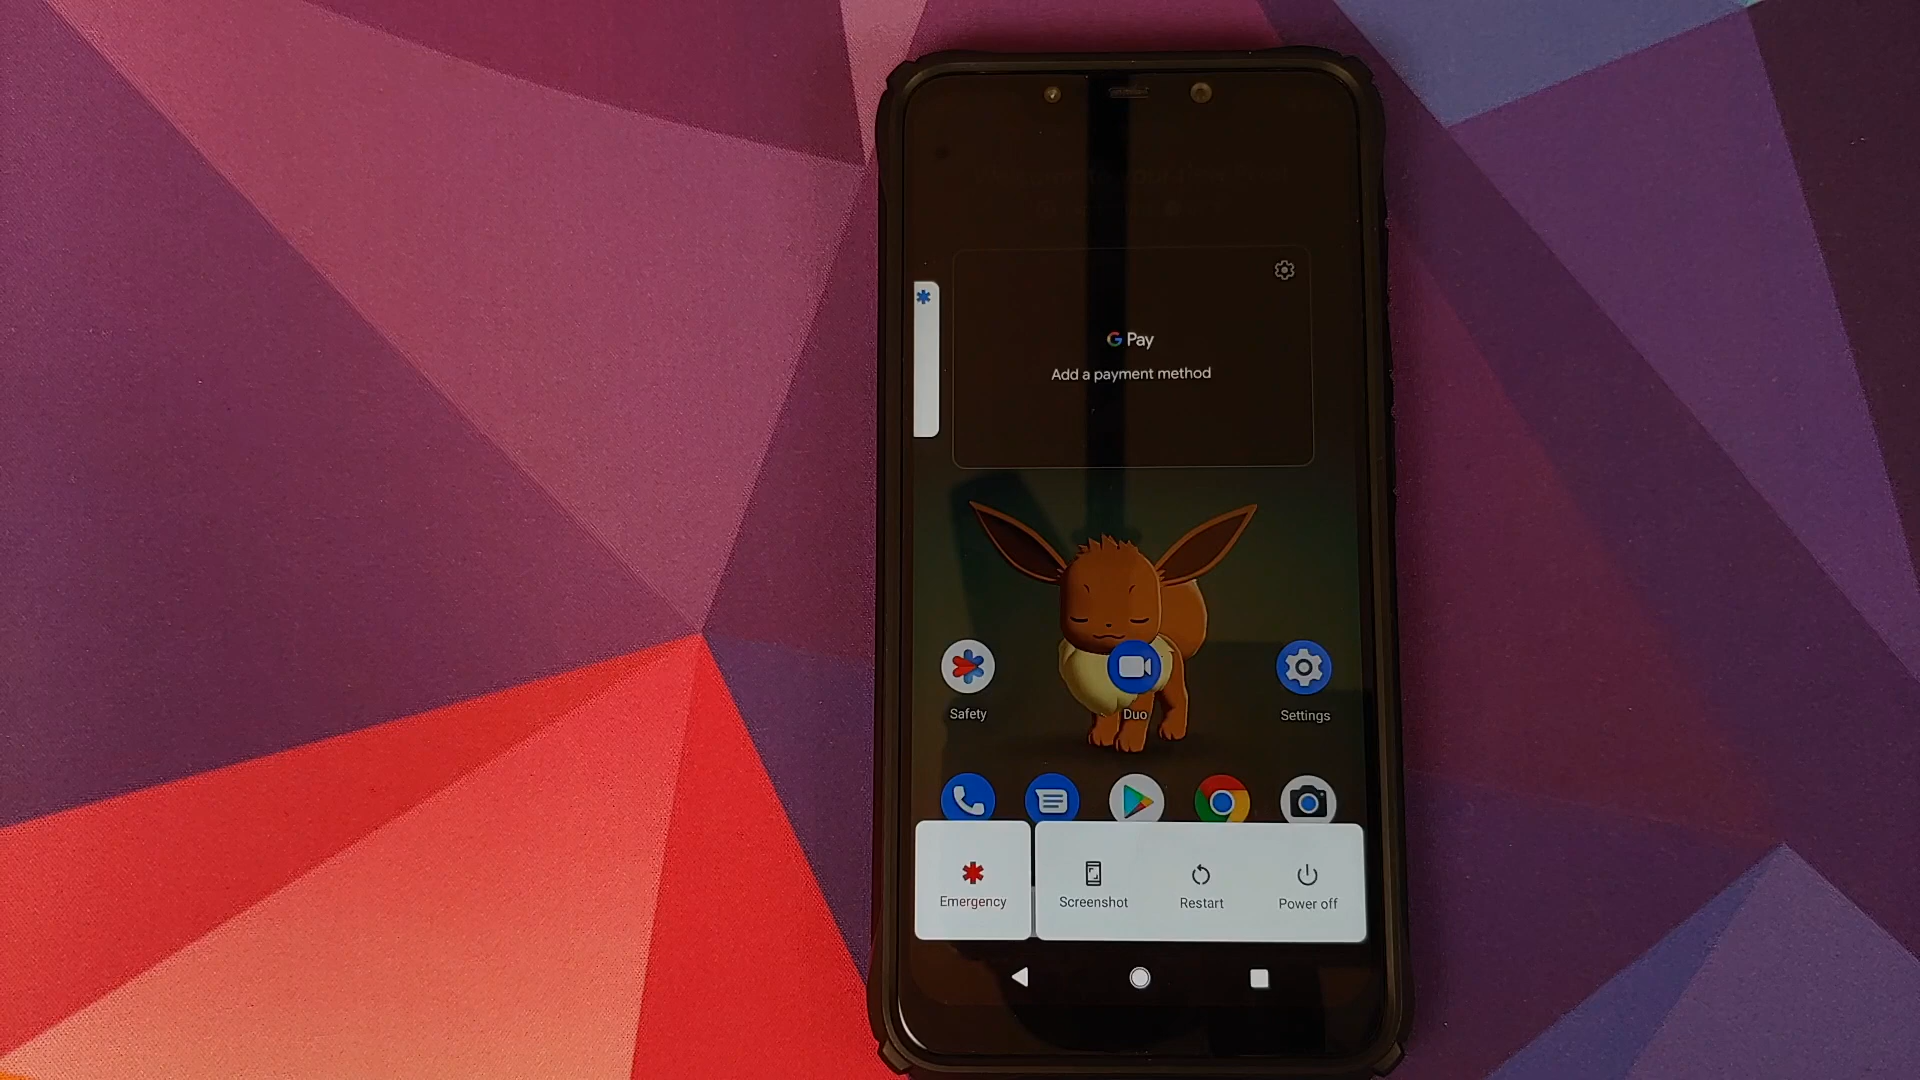 G Pay
Add a payment method
Safety
Duo
Settings
Emergency
Screenshot
Restart
Power off